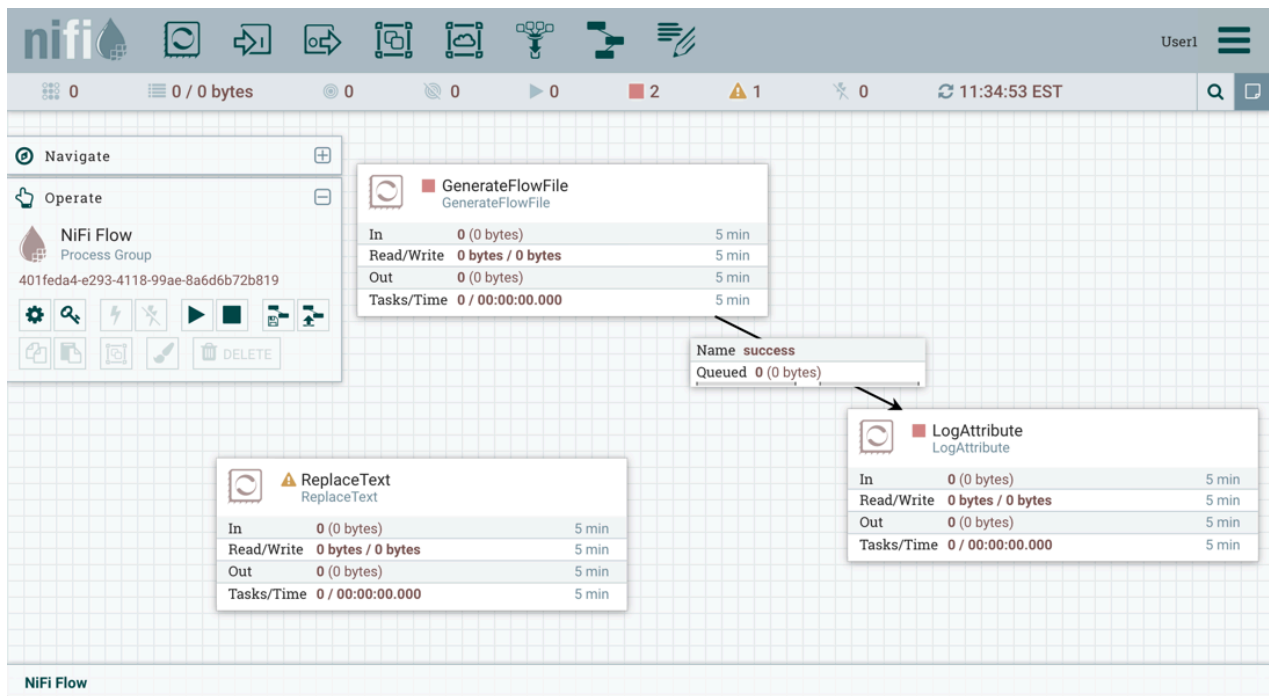 nifi
User1
0
0 / 0 bytes
0
0
0
2
1
0
11:34:53 EST
Navigate
Operate
NiFi Flow
Process Group
401feda4-e293-4118-99ae-8a6d6b72b819
DELETE
GenerateFlowFile
GenerateFlowFile
In 0 (0 bytes) 5 min
Read/Write 0 bytes / 0 bytes 5 min
Out 0 (0 bytes) 5 min
Tasks/Time 0 / 00:00:00.000 5 min
Name success
Queued 0 (0 bytes)
LogAttribute
LogAttribute
In 0 (0 bytes) 5 min
Read/Write 0 bytes / 0 bytes 5 min
Out 0 (0 bytes) 5 min
Tasks/Time 0 / 00:00:00.000 5 min
ReplaceText
ReplaceText
In 0 (0 bytes) 5 min
Read/Write 0 bytes / 0 bytes 5 min
Out 0 (0 bytes) 5 min
Tasks/Time 0 / 00:00:00.000 5 min
NiFi Flow